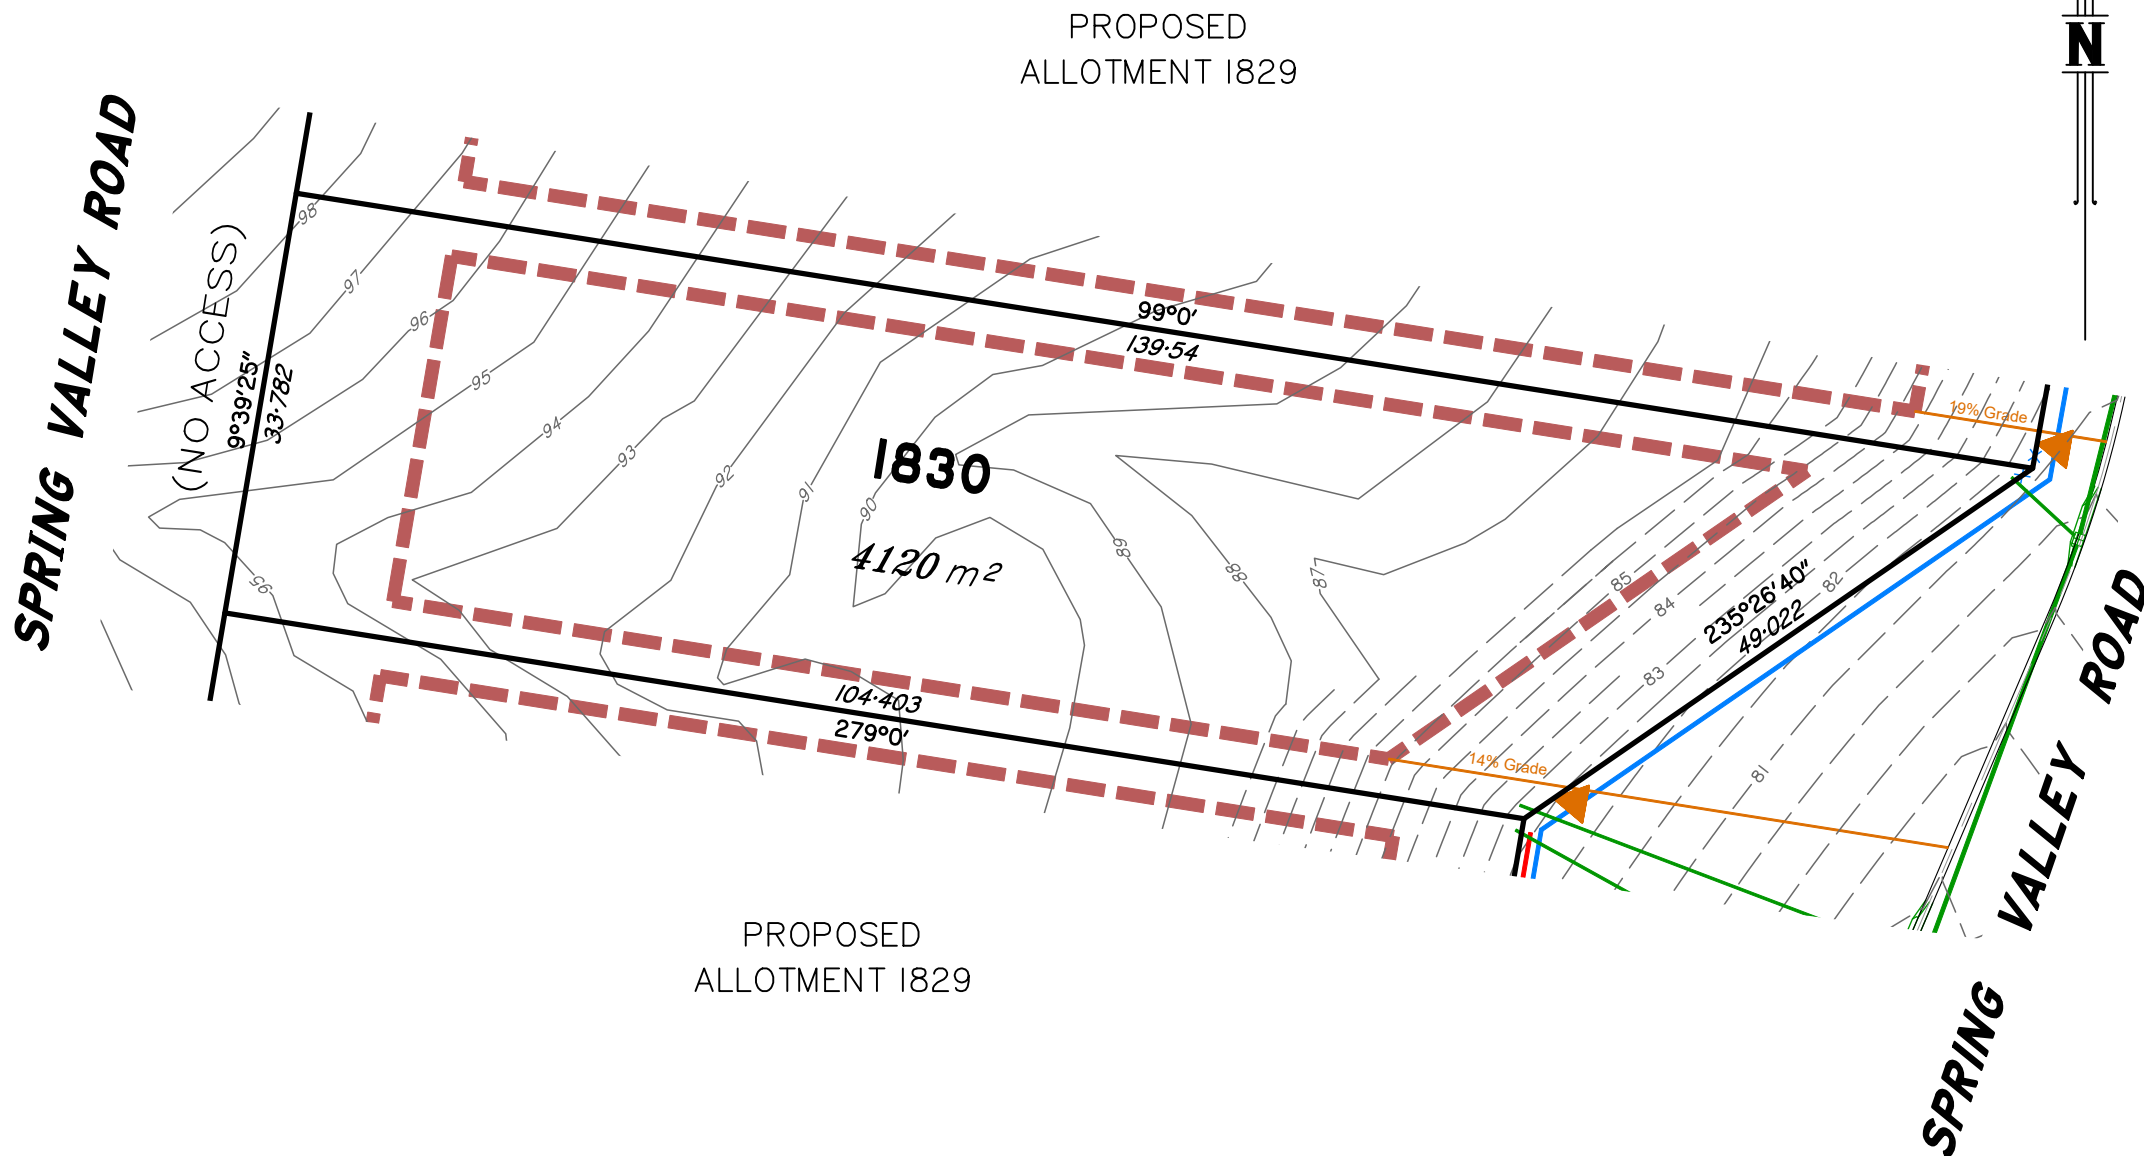 PROPOSED
ALLOTMENT 1829
N
SPRING VALLEY ROAD
(NO ACCESS)
9°39'25"
33·782
98
97
96
95
94
93
92
91
90
89
88
87
85
84
83
82
81
95
99°0'
139·54
1830
4120 m²
19% Grade
235°26'40"
49·022
14% Grade
104·403
279°0'
SPRING VALLEY ROAD
PROPOSED
ALLOTMENT 1829